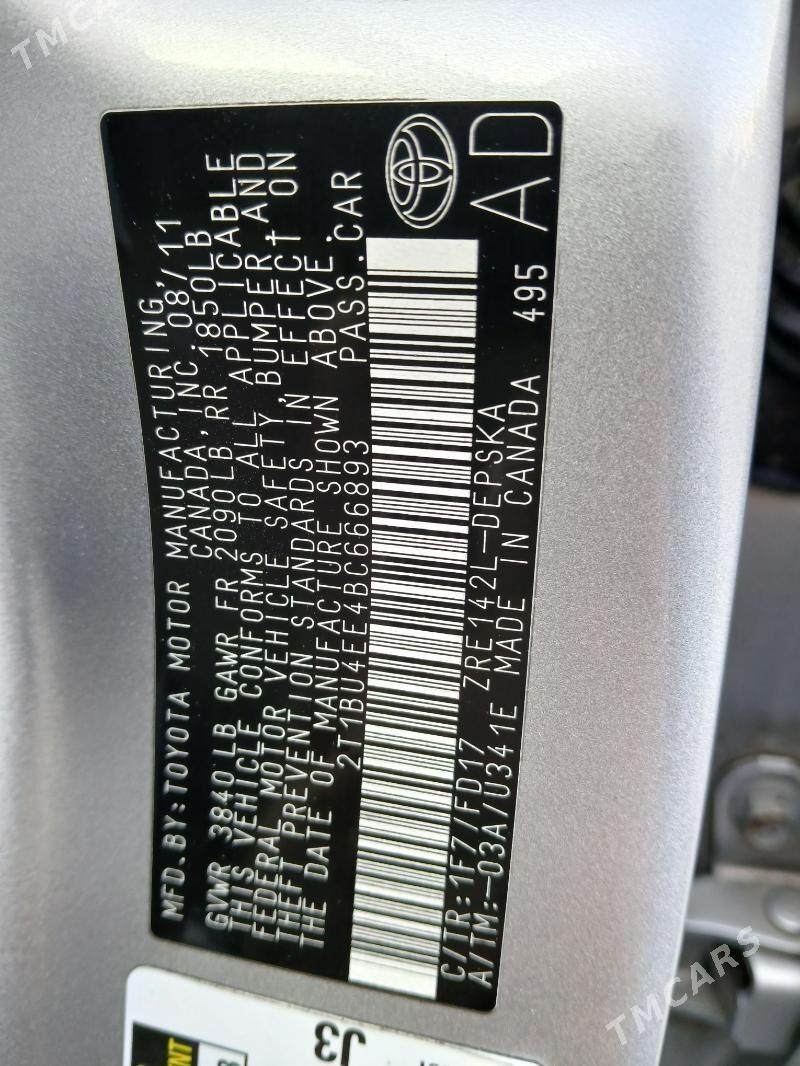 MFD.BY:TOYOTA MOTOR MANUFACTURING,
CANADA, INC. 08/11
GVWR 3840LB GAWR FR 2090LB, RR 1850LB
THIS VEHICLE CONFORMS TO ALL APPLICABLE
FEDERAL MOTOR VEHICLE SAFETY, BUMPER, AND
THEFT PREVENTION STANDARDS IN EFFECT ON
THE DATE OF MANUFACTURE SHOWN ABOVE.
2T1BU4EE4BC666893 PASS.CAR
C/TR:1F7/FD17 ZRE142L-DEPSKA
A/TM:-03A/U341E MADE IN CANADA 495
AD
J3
TMCARS
TMCARS